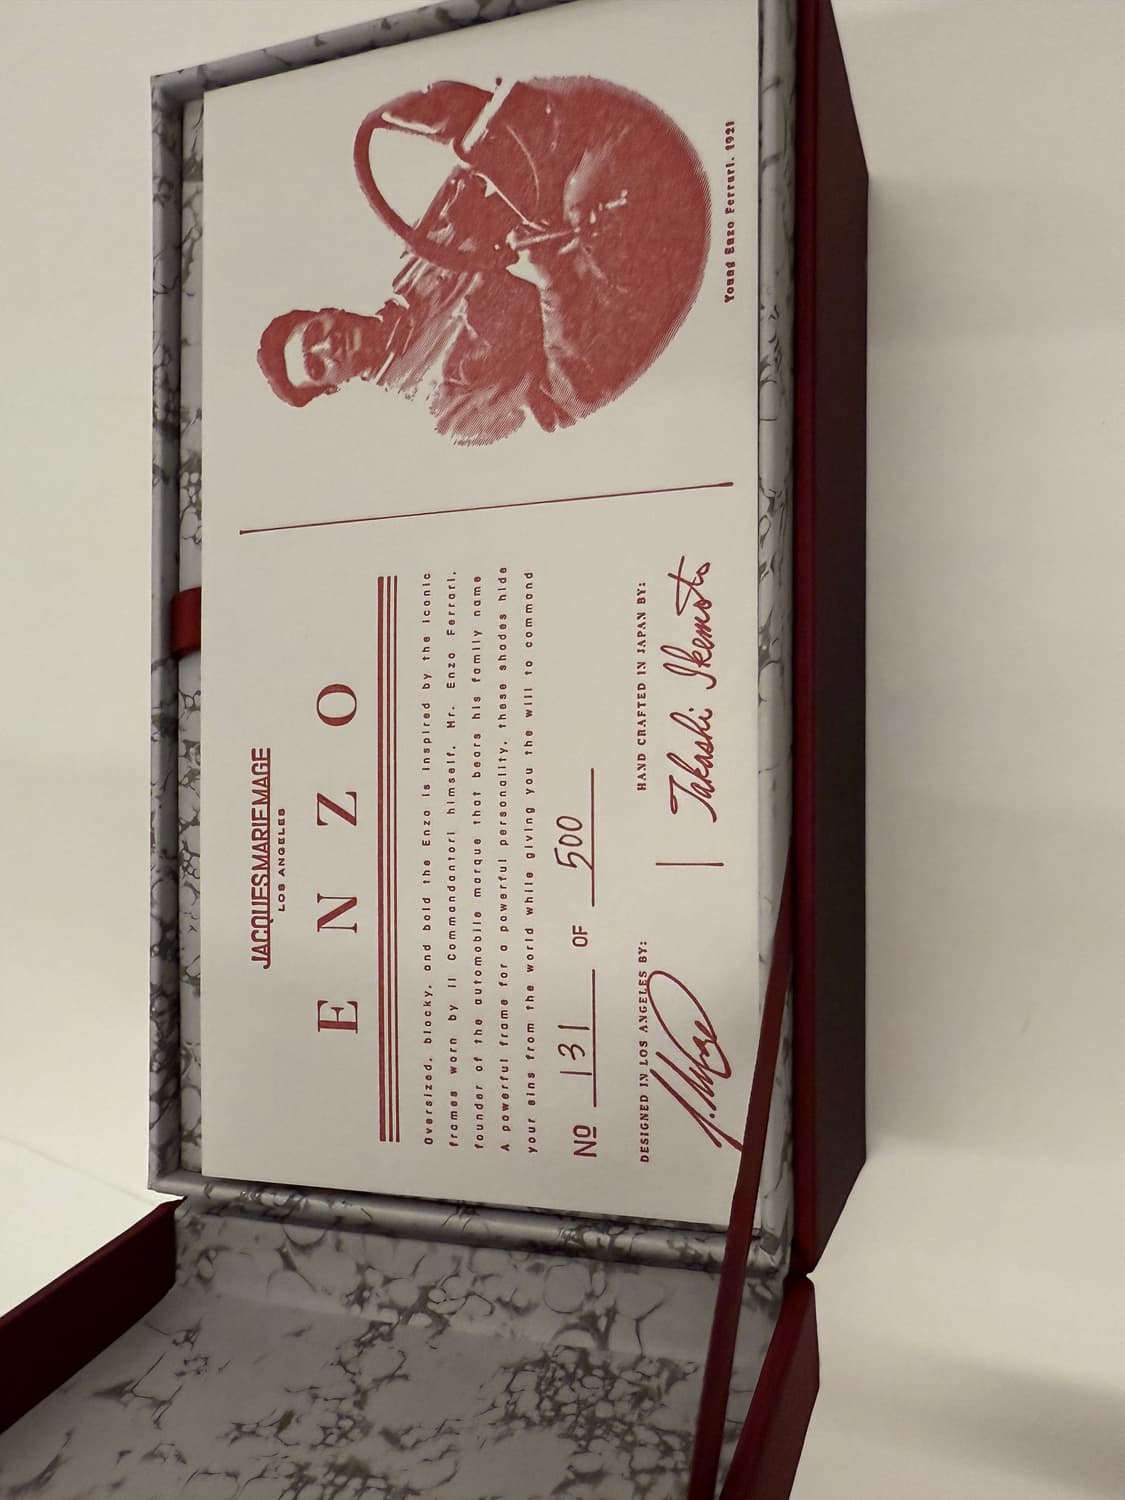 JACQUESMARIEMAGE
LOS ANGELES
ENZO
Oversized, blocky, and bold the Enzo is inspired by the iconic
frames worn by Il Commandantorl himself, Mr. Enzo Ferrari,
founder of the automobile marque that bears his family name
A powerful frame for a powerful personality, these shades hide
your sins from the world while giving you the will to command
Nº 131 OF 500
DESIGNED IN LOS ANGELES BY:
J. Mage
HAND CRAFTED IN JAPAN BY:
Takashi Ikemoto
Young Enzo Ferrari, 1921